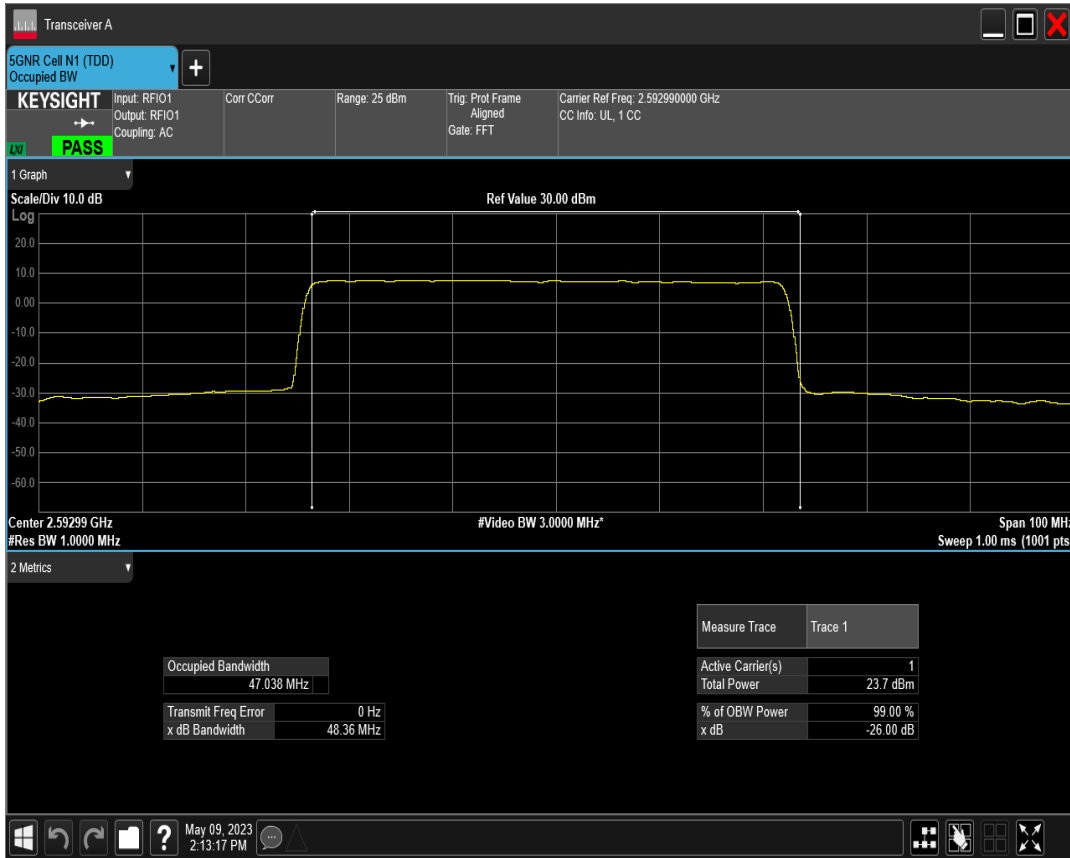 Transceiver A
5GNR Cell N1 (TDD)
Occupied BW
+
KEYSIGHT
LXI
PASS
Input: RFIO1
Output: RFIO1
Coupling: AC
Corr CCorr
Range: 25 dBm
Trig: Prot Frame
Aligned
Gate: FFT
Carrier Ref Freq: 2.592990000 GHz
CC Info: UL, 1 CC
1 Graph
Scale/Div 10.0 dB
Ref Value 30.00 dBm
Log
20.0
10.0
0.00
-10.0
-20.0
-30.0
-40.0
-50.0
-60.0
Center 2.59299 GHz
#Video BW 3.0000 MHz*
Span 100 MHz
#Res BW 1.0000 MHz
Sweep 1.00 ms (1001 pts
2 Metrics
Measure Trace Trace 1
Occupied Bandwidth
47.038 MHz
Active Carrier(s) 1
Total Power 23.7 dBm
Transmit Freq Error 0 Hz
x dB Bandwidth 48.36 MHz
% of OBW Power 99.00 %
x dB -26.00 dB
?
May 09, 2023
2:13:17 PM